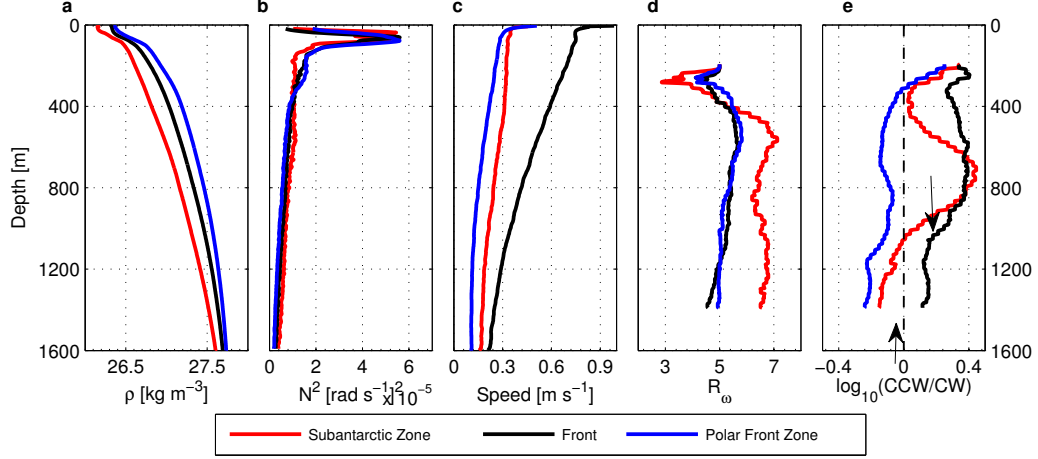 a b c d e
0 0
400 400
800 800
1200 1200
1600 1600
Depth [m]
26.5 27.5
0 2 4 6
0 0.3 0.6 0.9
3 5 7
−0.4 0 0.4
ρ [kg m−3]
N2 [rad s−1]2
x 10−5
Speed [m s−1]
Rω
log10(CCW/CW)
Subantarctic Zone Front Polar Front Zone